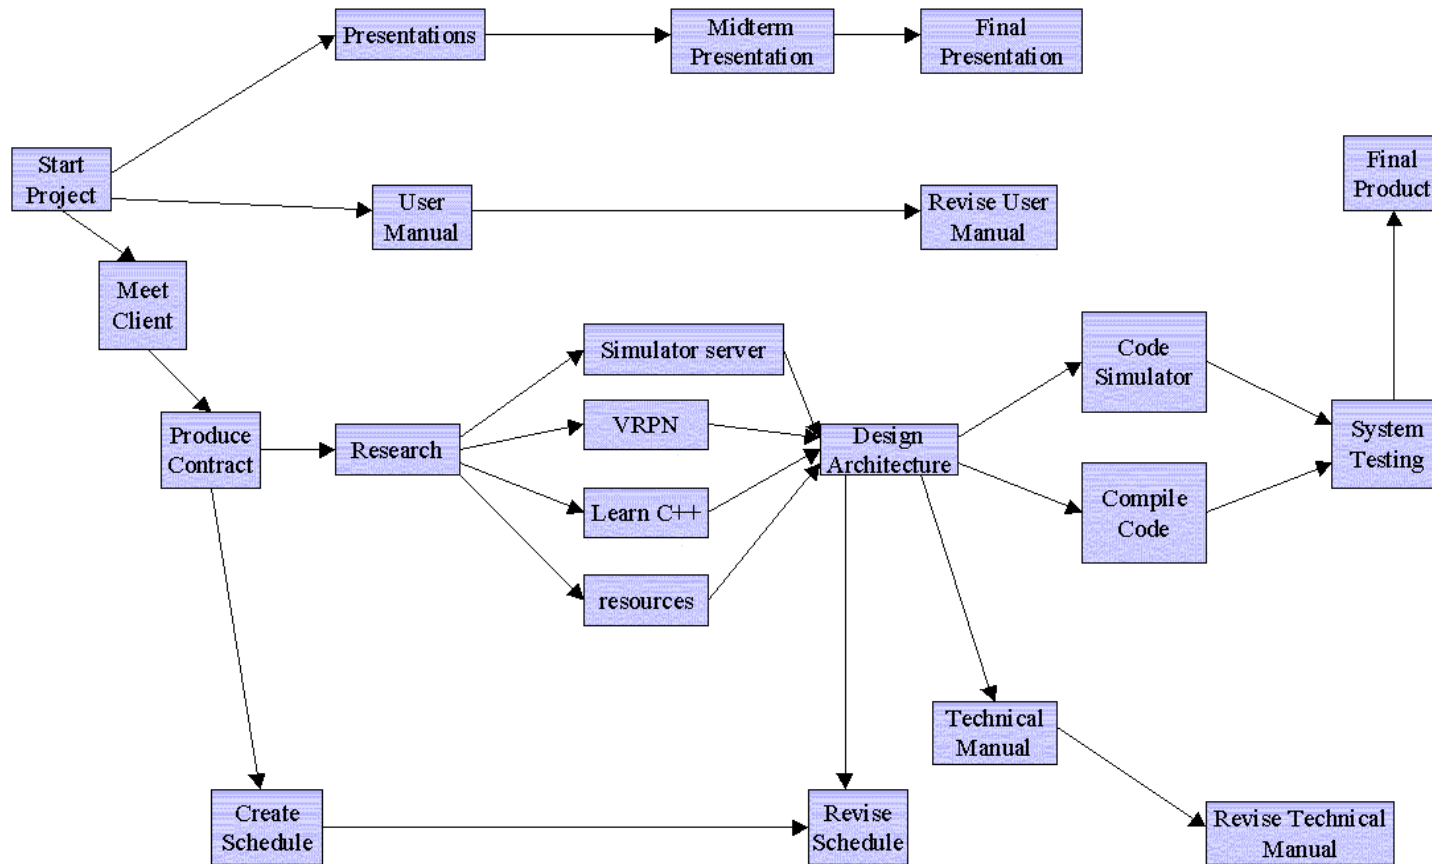 Presentations
Midterm
Presentation
Final
Presentation
Start
Project
User
Manual
Revise User
Manual
Final
Product
Meet
Client
Simulator server
Code
Simulator
Produce
Contract
Research
VRPN
Design
Architecture
System
Testing
Learn C++
Compile
Code
resources
Technical
Manual
Create
Schedule
Revise
Schedule
Revise Technical
Manual